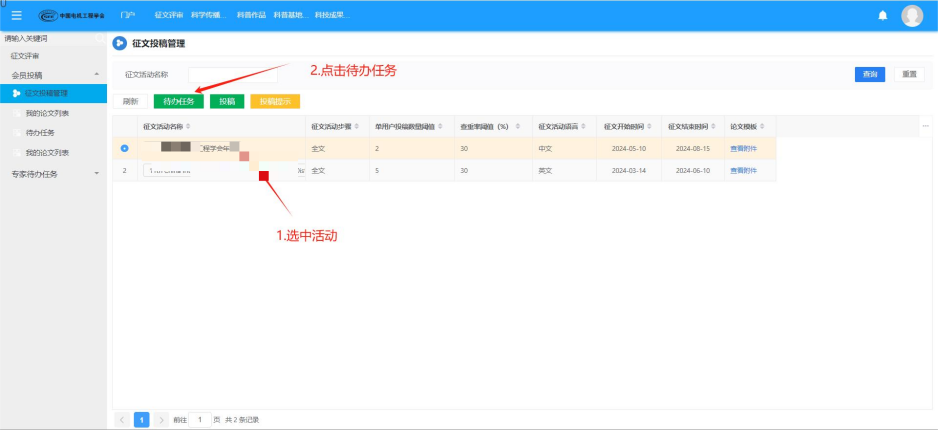 中国电机工程学会 门户 征文评审 科学传播... 科普作品 科普基地... 科技成果...
请输入关键词
征文评审
会员投稿
征文投稿管理
我的论文列表
待办任务
我的论文列表
专家待办任务
征文投稿管理
征文活动名称 查询 重置
2.点击待办任务
刷新 待办任务 投稿 投稿提示
征文活动名称 征文活动步骤 单用户投稿数量阈值 查重率阈值（%） 征文活动语言 征文开始时间 征文结束时间 论文模板
程学会年 全文 2 30 中文 2024-05-10 2024-08-15 查看附件
2 全文 5 30 英文 2024-03-14 2024-06-10 查看附件
1.选中活动
1 前往 1 页 共 2 条记录